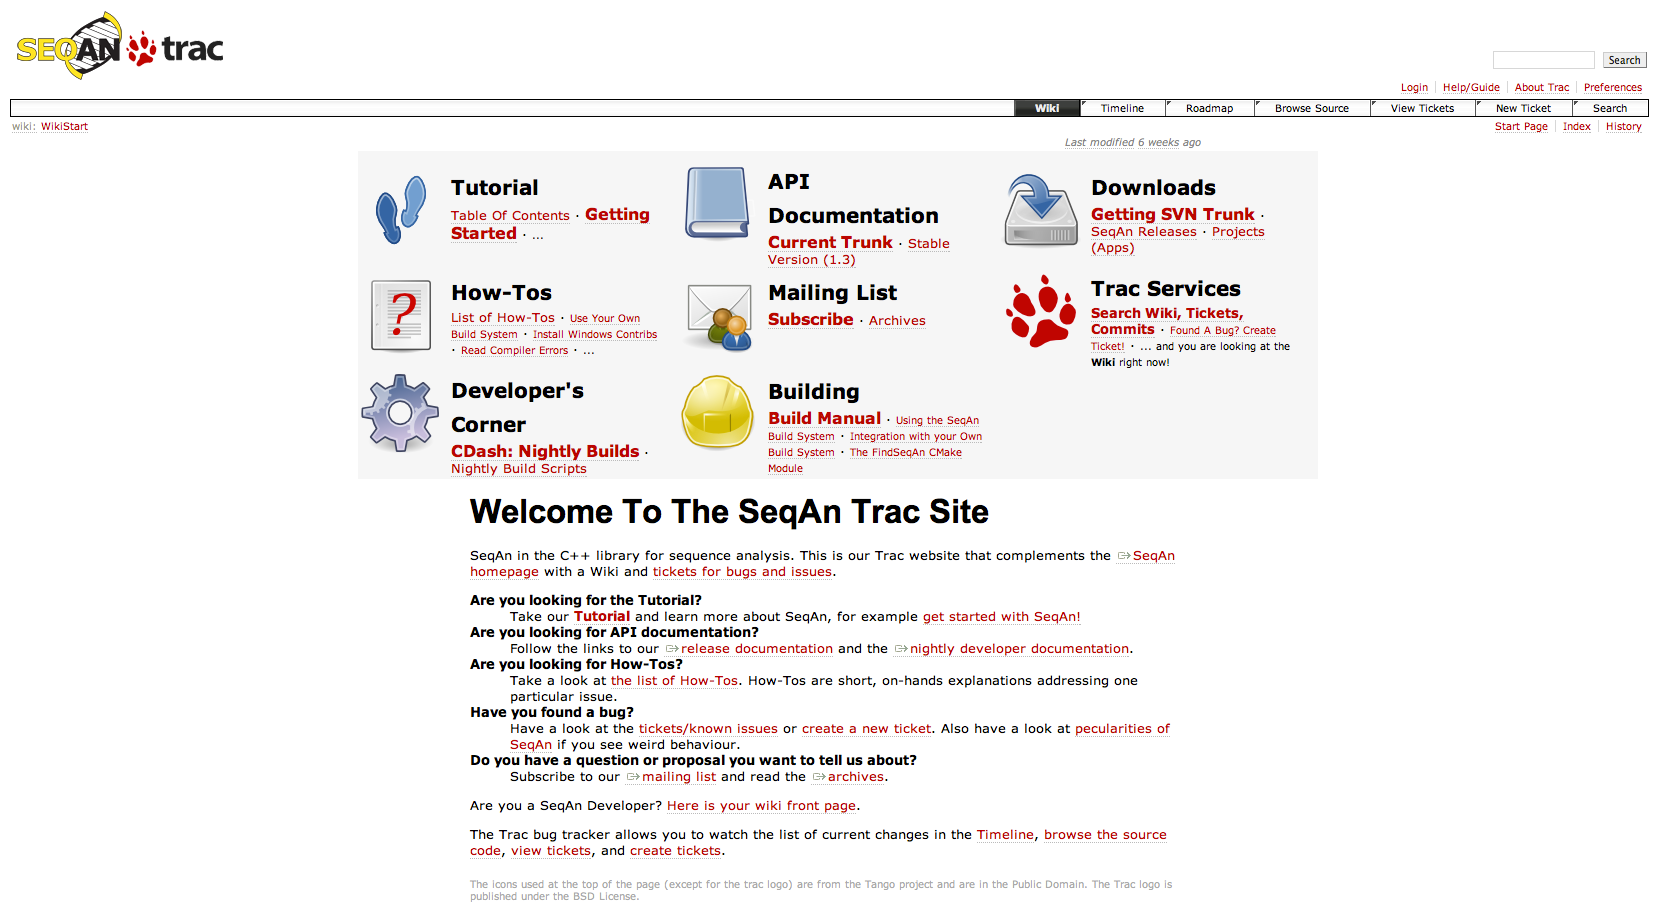 SEQAN trac
Search
Login Help/Guide About Trac Preferences
Wiki Timeline Roadmap Browse Source View Tickets New Ticket Search
wiki: WikiStart
Start Page Index History
Last modified 6 weeks ago
Tutorial
Table Of Contents · Getting
Started · ...
API
Documentation
Current Trunk · Stable
Version (1.3)
Downloads
Getting SVN Trunk ·
SeqAn Releases · Projects
(Apps)
?
How-Tos
List of How-Tos · Use Your Own
Build System · Install Windows Contribs
· Read Compiler Errors · ...
Mailing List
Subscribe · Archives
Trac Services
Search Wiki, Tickets,
Commits · Found A Bug? Create
Ticket! · ... and you are looking at the
Wiki right now!
Developer's
Corner
CDash: Nightly Builds ·
Nightly Build Scripts
Building
Build Manual · Using the SeqAn
Build System · Integration with your Own
Build System · The FindSeqAn CMake
Module
Welcome To The SeqAn Trac Site
SeqAn in the C++ library for sequence analysis. This is our Trac website that complements the SeqAn
homepage with a Wiki and tickets for bugs and issues.
Are you looking for the Tutorial?
Take our Tutorial and learn more about SeqAn, for example get started with SeqAn!
Are you looking for API documentation?
Follow the links to our release documentation and the nightly developer documentation.
Are you looking for How-Tos?
Take a look at the list of How-Tos. How-Tos are short, on-hands explanations addressing one
particular issue.
Have you found a bug?
Have a look at the tickets/known issues or create a new ticket. Also have a look at pecularities of
SeqAn if you see weird behaviour.
Do you have a question or proposal you want to tell us about?
Subscribe to our mailing list and read the archives.
Are you a SeqAn Developer? Here is your wiki front page.
The Trac bug tracker allows you to watch the list of current changes in the Timeline, browse the source
code, view tickets, and create tickets.
The icons used at the top of the page (except for the trac logo) are from the Tango project and are in the Public Domain. The Trac logo is
published under the BSD License.